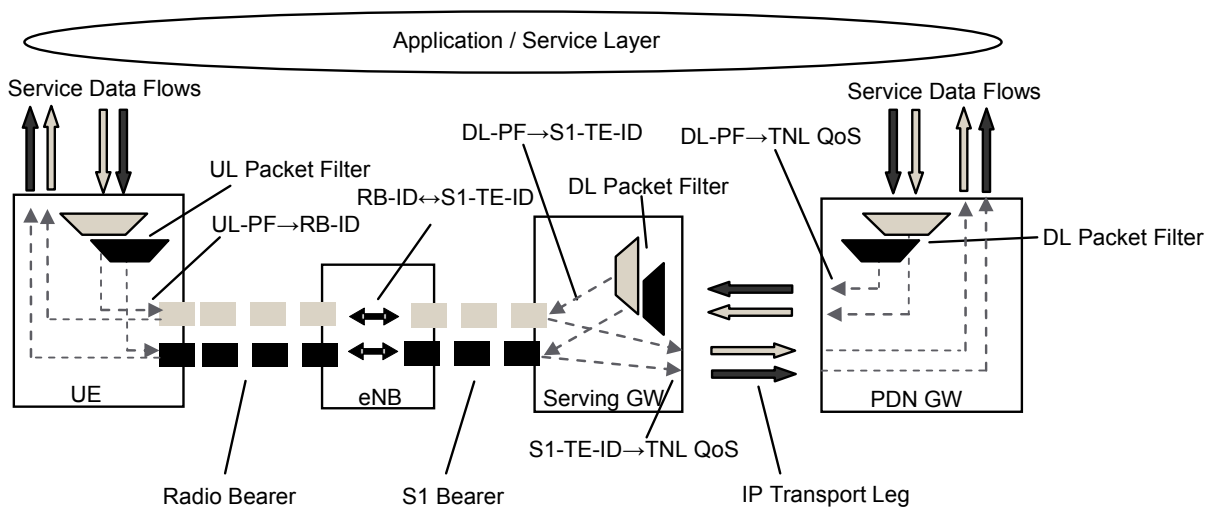 Application / Service Layer
Service Data Flows
Service Data Flows
DL-PF→S1-TE-ID
DL-PF→TNL QoS
UL Packet Filter
DL Packet Filter
RB-ID↔S1-TE-ID
UL-PF→RB-ID
DL Packet Filter
UE
eNB
Serving GW
PDN GW
S1-TE-ID→TNL QoS
Radio Bearer
S1 Bearer
IP Transport Leg